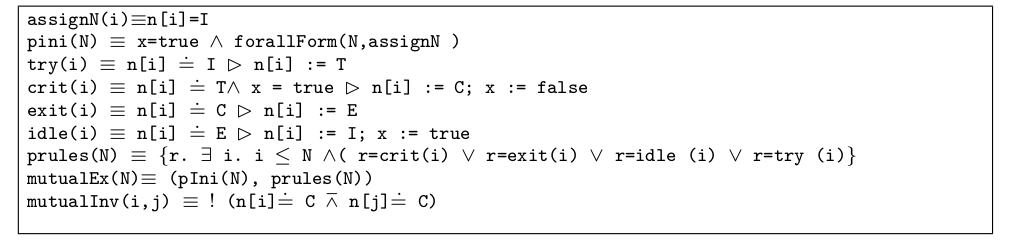 assignN(i)≡n[i]=I
pini(N) ≡ x=true ∧ forallForm(N,assignN )
try(i) ≡ n[i] ≐ I ▷ n[i] := T
crit(i) ≡ n[i] ≐ T∧ x = true ▷ n[i] := C; x := false
exit(i) ≡ n[i] ≐ C ▷ n[i] := E
idle(i) ≡ n[i] ≐ E ▷ n[i] := I; x := true
prules(N) ≡ {r. ∃ i. i ≤ N ∧( r=crit(i) ∨ r=exit(i) ∨ r=idle (i) ∨ r=try (i)}
mutualEx(N)≡ (pIni(N), prules(N))
mutualInv(i,j) ≡ ! (n[i]≐ C ⊼ n[j]≐ C)